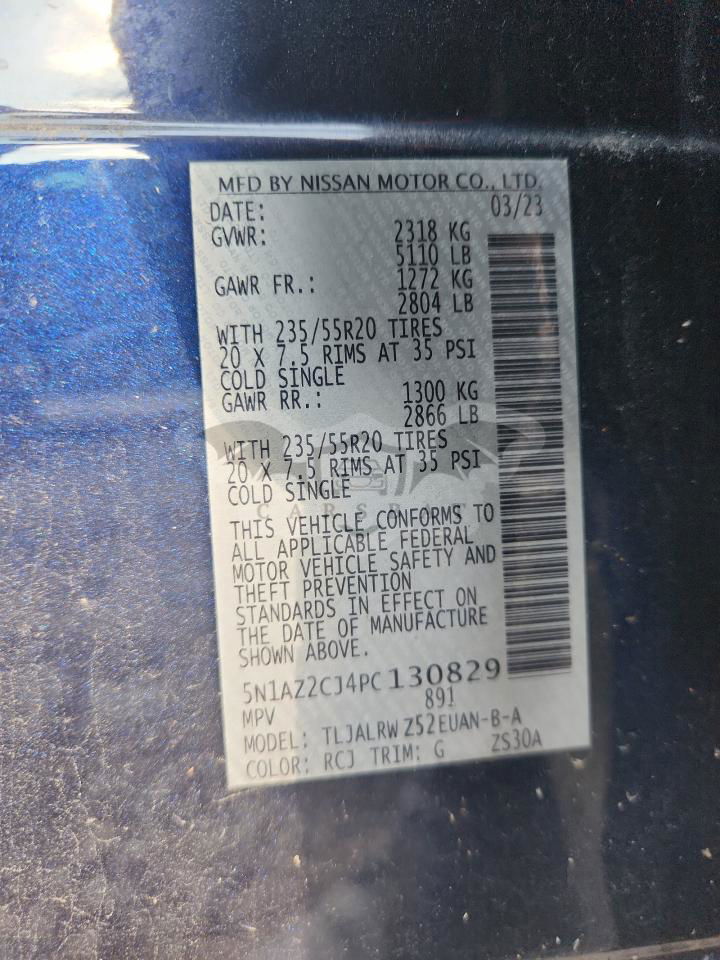 MFD BY NISSAN MOTOR CO., LTD.
DATE: 03/23
GVWR: 2318 KG
5110 LB
GAWR FR.: 1272 KG
2804 LB
WITH 235/55R20 TIRES
20 X 7.5 RIMS AT 35 PSI
COLD SINGLE
GAWR RR.: 1300 KG
2866 LB
WITH 235/55R20 TIRES
20 X 7.5 RIMS AT 35 PSI
COLD SINGLE
THIS VEHICLE CONFORMS TO
ALL APPLICABLE FEDERAL
MOTOR VEHICLE SAFETY AND
THEFT PREVENTION
STANDARDS IN EFFECT ON
THE DATE OF MANUFACTURE
SHOWN ABOVE.
5N1AZ2CJ4PC130829
MPV 891
MODEL: TLJALRW Z52EUAN-B-A
COLOR: RCJ TRIM: G ZS30A